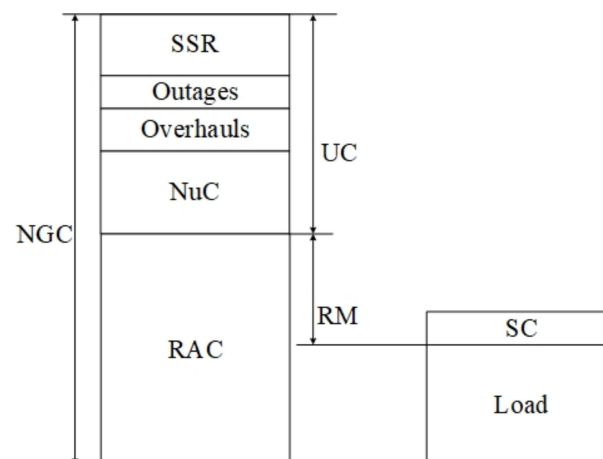 SSR
Outages
Overhauls
UC
NuC
NGC
RM
SC
RAC
Load